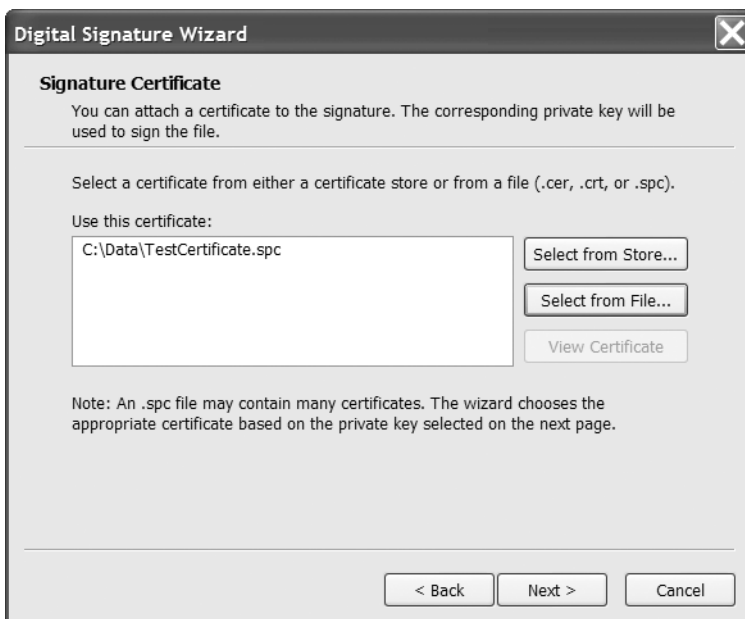 Digital Signature Wizard
Signature Certificate
You can attach a certificate to the signature. The corresponding private key will be
used to sign the file.
Select a certificate from either a certificate store or from a file (.cer, .crt, or .spc).
Use this certificate:
C:\Data\TestCertificate.spc
Select from Store...
Select from File...
View Certificate
Note: An .spc file may contain many certificates. The wizard chooses the
appropriate certificate based on the private key selected on the next page.
< Back Next > Cancel